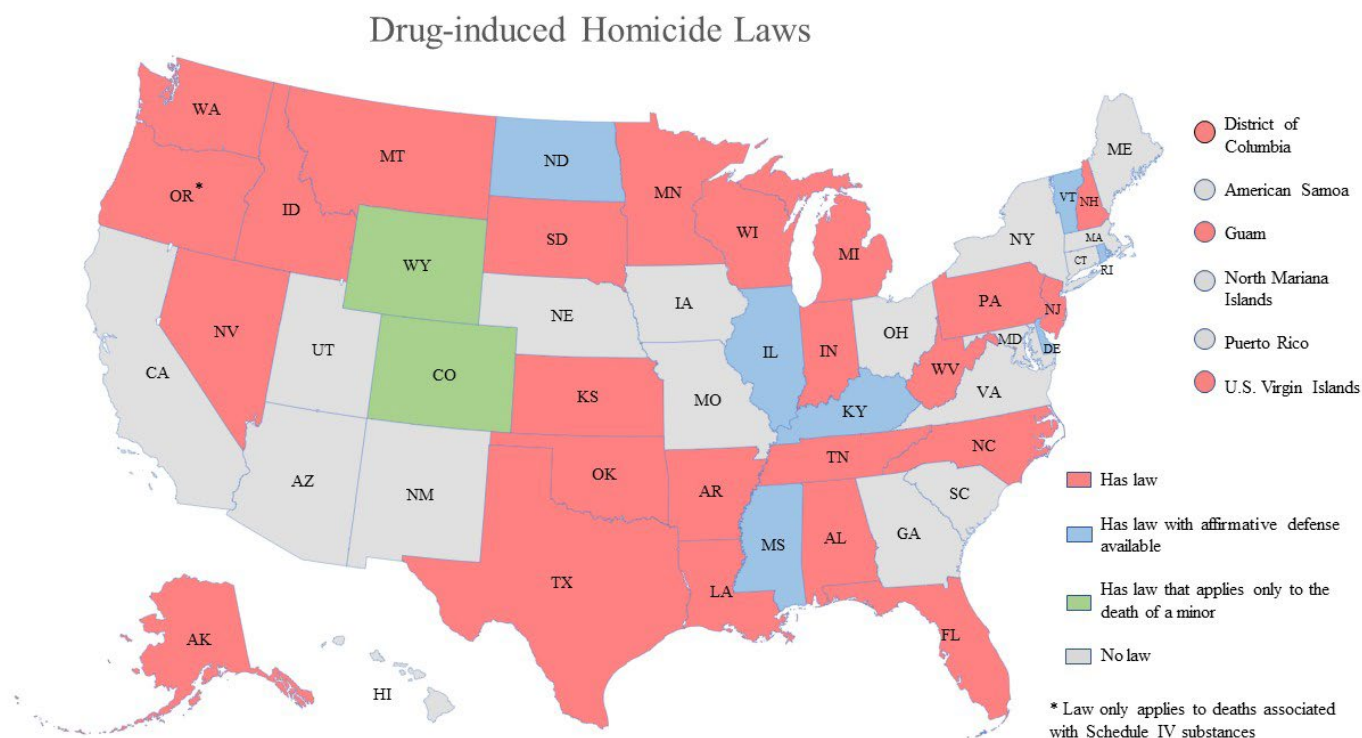 Drug-induced Homicide Laws
WA
MT
ND
MN
ME
OR*
ID
SD
WI
MI
VT
NH
NY
MA
CT
RI
WY
NE
IA
PA
NJ
NV
UT
CO
IL
IN
OH
MD
DE
CA
KS
MO
KY
WV
VA
AZ
NM
OK
AR
TN
NC
SC
TX
LA
MS
AL
GA
FL
AK
HI
District of
Columbia
American Samoa
Guam
North Mariana
Islands
Puerto Rico
U.S. Virgin Islands
Has law
Has law with affirmative defense
available
Has law that applies only to the
death of a minor
No law
* Law only applies to deaths associated
with Schedule IV substances